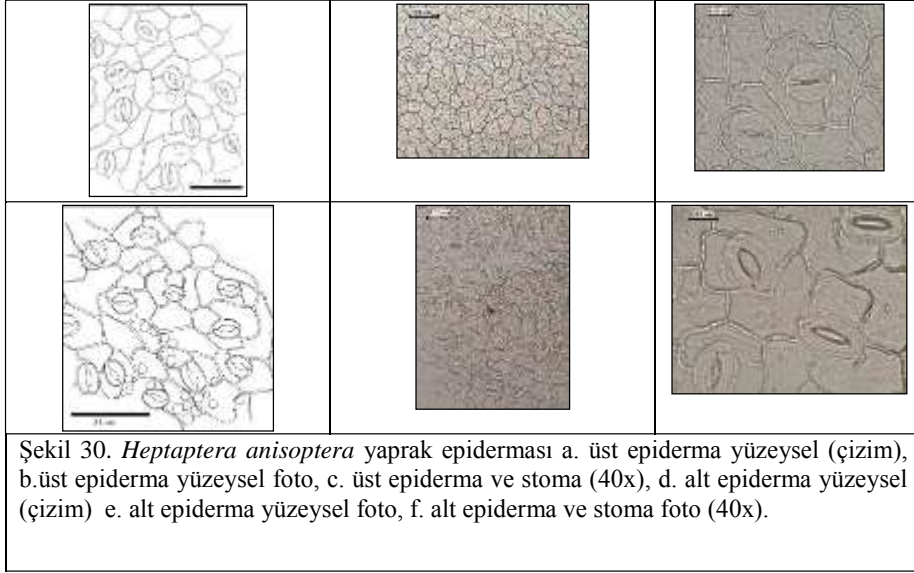 Şekil 30. Heptaptera anisoptera yaprak epiderması a. üst epiderma yüzeysel (çizim),
b.üst epiderma yüzeysel foto, c. üst epiderma ve stoma (40x), d. alt epiderma yüzeysel
(çizim) e. alt epiderma yüzeysel foto, f. alt epiderma ve stoma foto (40x).